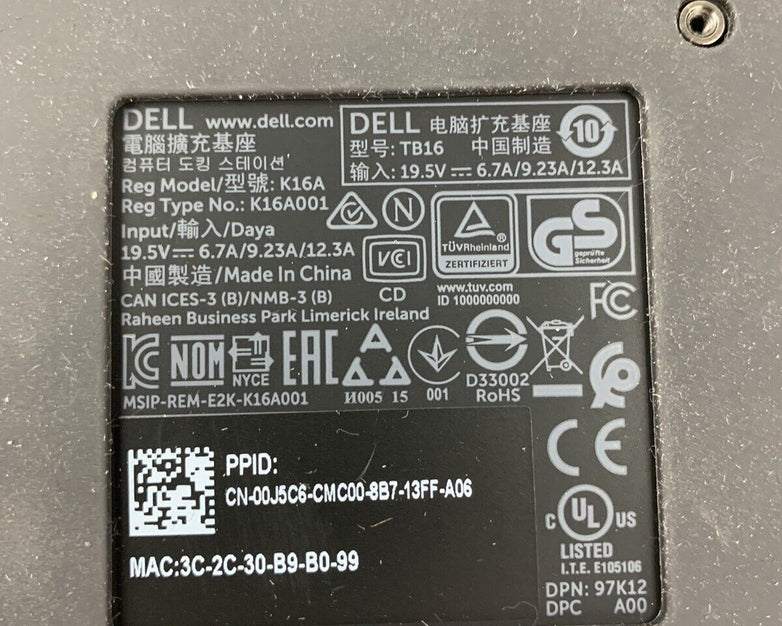 DELL www.dell.com
電腦擴充基座
컴퓨터 도킹 스테이션
Reg Model/型號: K16A
Reg Type No.: K16A001
Input/輸入/Daya
19.5V⎓ 6.7A/9.23A/12.3A
中國製造/Made In China
CAN ICES-3 (B)/NMB-3 (B)
Raheen Business Park Limerick Ireland
DELL 电脑扩充基座
型号: TB16 中国制造
输入: 19.5V⎓ 6.7A/9.23A/12.3A
10
N
VCI
CD
TÜVRheinland®
ZERTIFIZIERT
www.tuv.com
ID 1000000000
GS
geprüfte
Sicherheit
FC
KC NOM NYCE EAC
MSIP-REM-E2K-K16A001
И005 15
001
D33002
RoHS
CE
PPID:
CN-00J5C6-CMC00-8B7-13FF-A06
MAC:3C-2C-30-B9-B0-99
C UL US
LISTED
I.T.E. E105106
DPN: 97K12
DPC A00